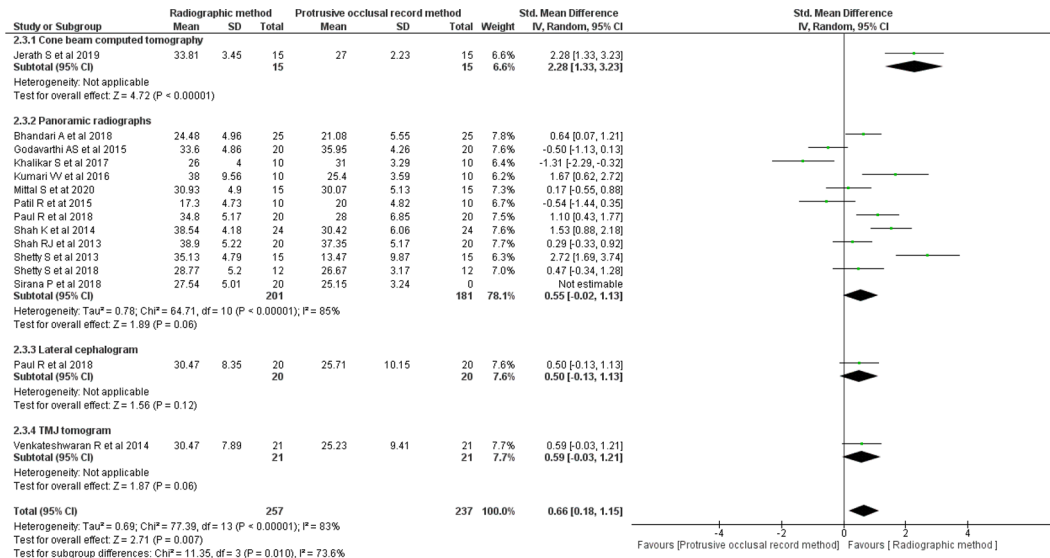 Radiographic method Protrusive occlusal record method Std. Mean Difference Std. Mean Difference
Study or Subgroup Mean SD Total Mean SD Total Weight IV, Random, 95% CI IV, Random, 95% CI
2.3.1 Cone beam computed tomography
Jerath S et al 2019 33.81 3.45 15 27 2.23 15 6.6% 2.28 [1.33, 3.23]
Subtotal (95% CI) 15 15 6.6% 2.28 [1.33, 3.23]
Heterogeneity: Not applicable
Test for overall effect: Z = 4.72 (P < 0.00001)
2.3.2 Panoramic radiographs
Bhandari A et al 2018 24.48 4.96 25 21.08 5.55 25 7.8% 0.64 [0.07, 1.21]
Godavarthi AS et al 2015 33.6 4.86 20 35.95 4.26 20 7.6% -0.50 [-1.13, 0.13]
Khalikar S et al 2017 26 4 10 31 3.29 10 6.4% -1.31 [-2.29, -0.32]
Kumari VV et al 2016 38 9.56 10 25.4 3.59 10 6.2% 1.67 [0.62, 2.72]
Mittal S et at 2020 30.93 4.9 15 30.07 5.13 15 7.4% 0.17 [-0.55, 0.88]
Patil R et at 2015 17.3 4.73 10 20 4.82 10 6.7% -0.54 [-1.44, 0.35]
Paul R et al 2018 34.8 5.17 20 28 6.85 20 7.5% 1.10 [0.43, 1.77]
Shah K et al 2014 38.54 4.18 24 30.42 6.06 24 7.6% 1.53 [0.88, 2.18]
Shah RJ et al 2013 38.9 5.22 20 37.35 5.17 20 7.6% 0.29 [-0.33, 0.92]
Shetty S et al 2013 35.13 4.79 15 13.47 9.87 15 6.2% 2.72 [1.69, 3.74]
Shetty S et al 2018 28.77 5.2 12 26.67 3.17 12 7.0% 0.47 [-0.34, 1.28]
Sirana P et al 2018 27.54 5.01 20 25.15 3.24 0 Not estimable
Subtotal (95% CI) 201 181 78.1% 0.55 [-0.02, 1.13]
Heterogeneity: Tau² = 0.78; Chi² = 64.71, df = 10 (P < 0.00001); I² = 85%
Test for overall effect: Z = 1.89 (P = 0.06)
2.3.3 Lateral cephalogram
Paul R et al 2018 30.47 8.35 20 25.71 10.15 20 7.6% 0.50 [-0.13, 1.13]
Subtotal (95% CI) 20 20 7.6% 0.50 [-0.13, 1.13]
Heterogeneity: Not applicable
Test for overall effect: Z = 1.56 (P = 0.12)
2.3.4 TMJ tomogram
Venkateshwaran R et al 2014 30.47 7.89 21 25.23 9.41 21 7.7% 0.59 [-0.03, 1.21]
Subtotal (95% CI) 21 21 7.7% 0.59 [-0.03, 1.21]
Heterogeneity: Not applicable
Test for overall effect: Z = 1.87 (P = 0.06)
Total (95% CI) 257 237 100.0% 0.66 [0.18, 1.15]
Heterogeneity: Tau² = 0.69; Chi² = 77.39, df = 13 (P < 0.00001); I² = 83%
Test for overall effect: Z = 2.71 (P = 0.007)
Test for subgroup differences: Chi² = 11.35, df = 3 (P = 0.010), I² = 73.6%
-4 -2 0 2 4
Favours [Protrusive occlusal record method] Favours [Radiographic method]